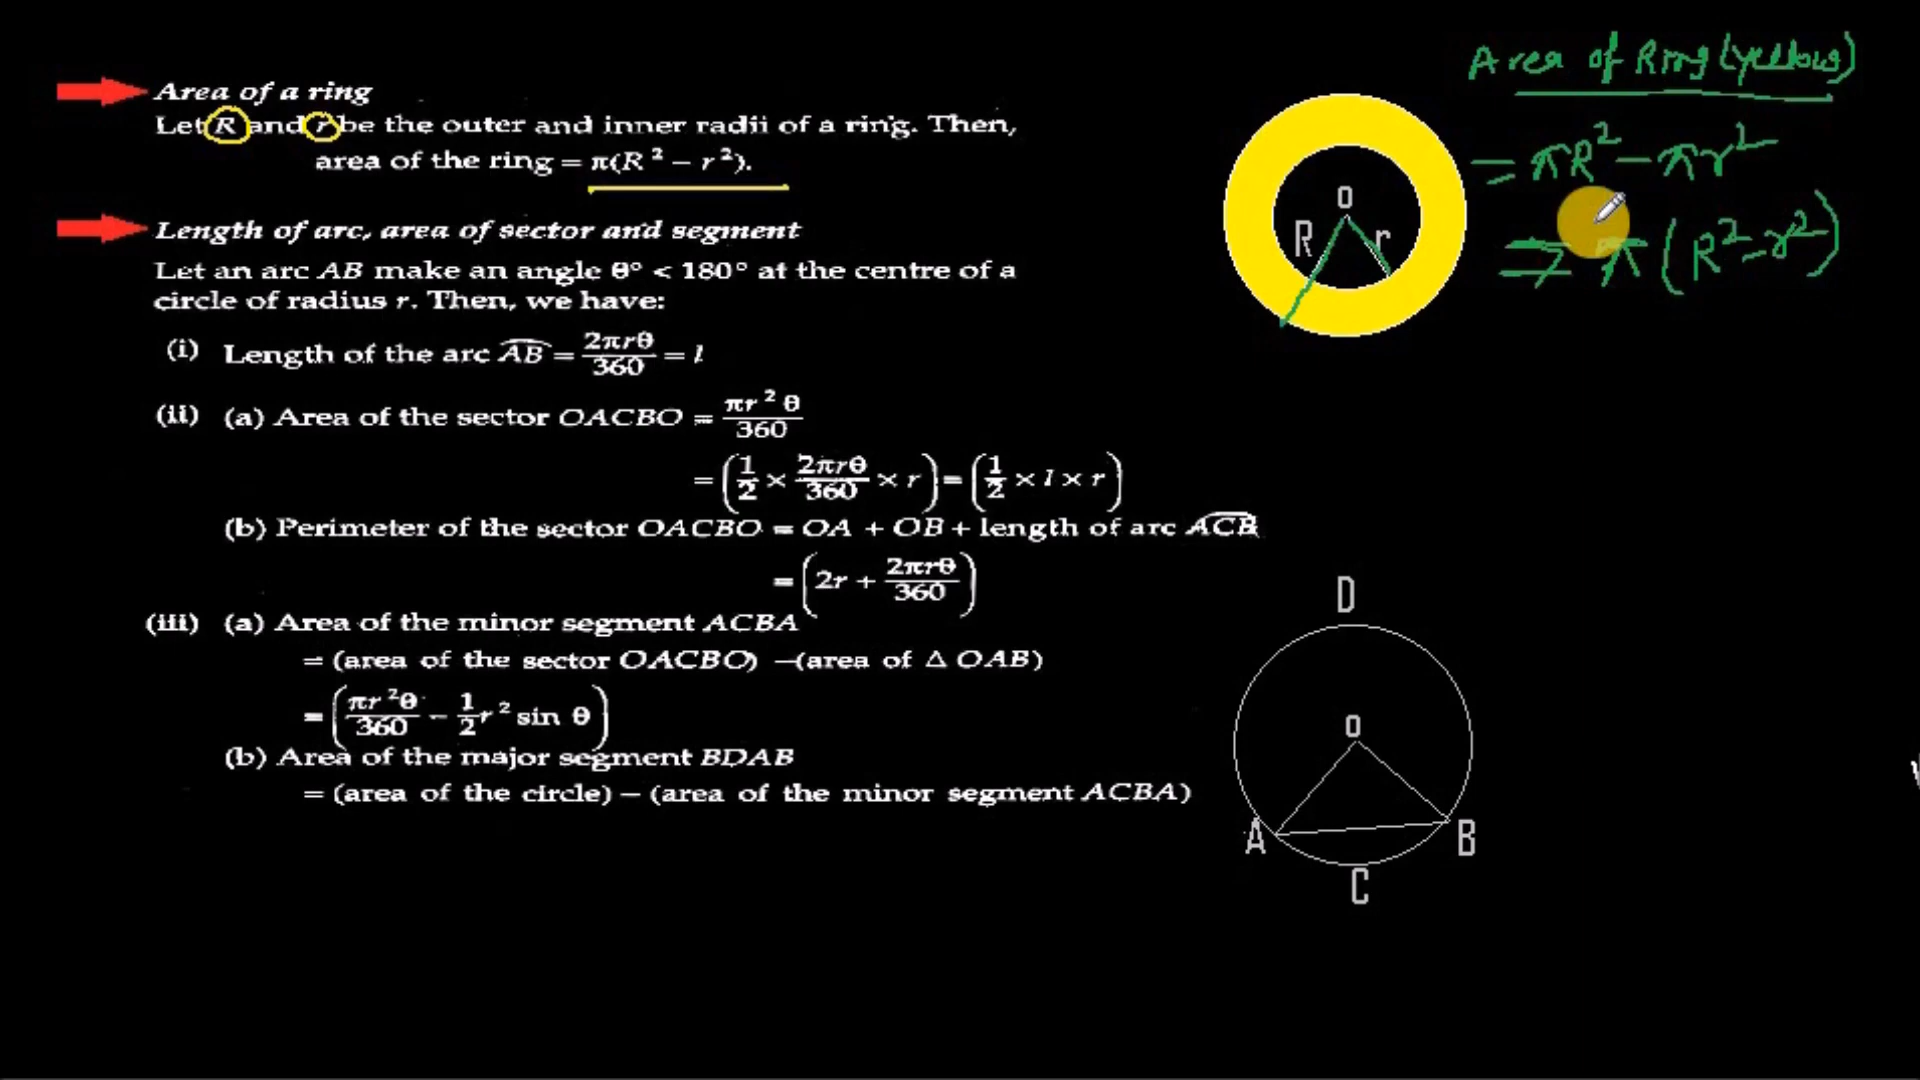 Area of a ring
Let R and r be the outer and inner radii of a ring. Then,
area of the ring = π(R² − r²).
Length of arc, area of sector and segment
Let an arc AB make an angle θ° < 180° at the centre of a
circle of radius r. Then, we have:
(i) Length of the arc AB = 2πrθ/360 = l
(ii) (a) Area of the sector OACBO = πr²θ/360
= (1/2 × 2πrθ/360 × r) = (1/2 × l × r)
(b) Perimeter of the sector OACBO = OA + OB + length of arc ACB
= (2r + 2πrθ/360)
(iii) (a) Area of the minor segment ACBA
= (area of the sector OACBO) −(area of Δ OAB)
= (πr²θ/360 − 1/2 r² sin θ)
(b) Area of the major segment BDAB
= (area of the circle) − (area of the minor segment ACBA)
Area of Ring (yellow)
= πR² − πr²
⇒ π (R² − r²)
O
R r
D
O
A B
C